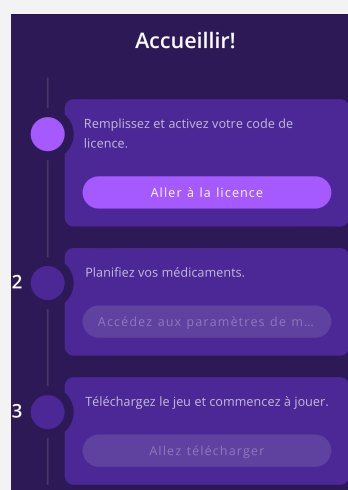 Accueillir!
Remplissez et activez votre code de
licence.
Aller à la licence
2
Planifiez vos médicaments.
Accédez aux paramètres de m...
3
Téléchargez le jeu et commencez à jouer.
Allez télécharger